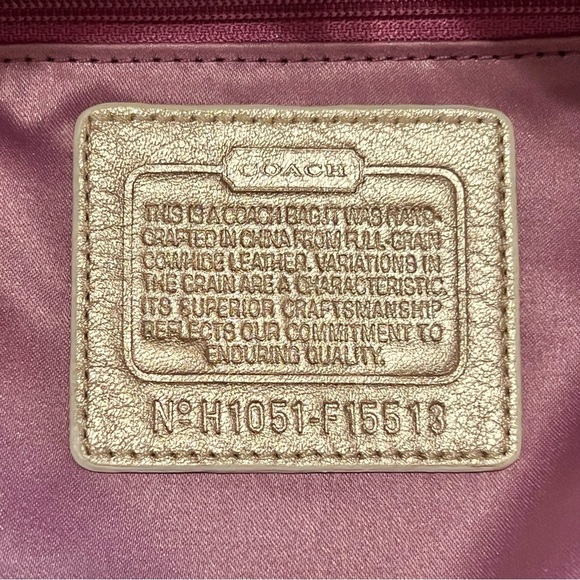 COACH
THIS IS A COACH BAG.IT WAS HAND-
CRAFTED IN CHINA FROM FULL-GRAIN
COWHIDE LEATHER. VARIATIONS IN
THE GRAIN ARE A CHARACTERISTIC.
ITS SUPERIOR CRAFTSMANSHIP
REFLECTS OUR COMMITMENT TO
ENDURING QUALITY.
Nº H1051-F15513